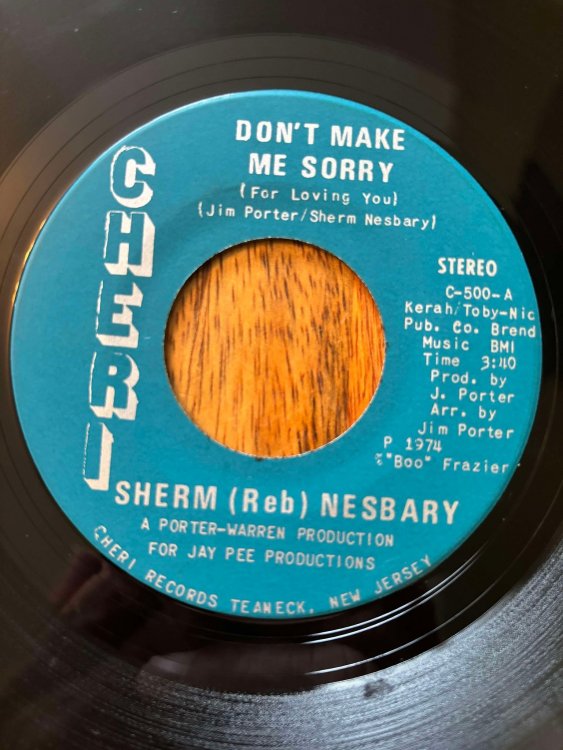 CHERI
DON'T MAKE
ME SORRY
(For Loving You)
(Jim Porter/Sherm Nesbary)
STEREO
C-500-A
Kerah/Toby-Nic
Pub. Co. Brend
Music BMI
Time 3:40
Prod. by
J. Porter
Arr. by
Jim Porter
P 1974
℅"Boo" Frazier
SHERM (Reb) NESBARY
A PORTER-WARREN PRODUCTION
FOR JAY PEE PRODUCTIONS
CHERI RECORDS TEANECK, NEW JERSEY